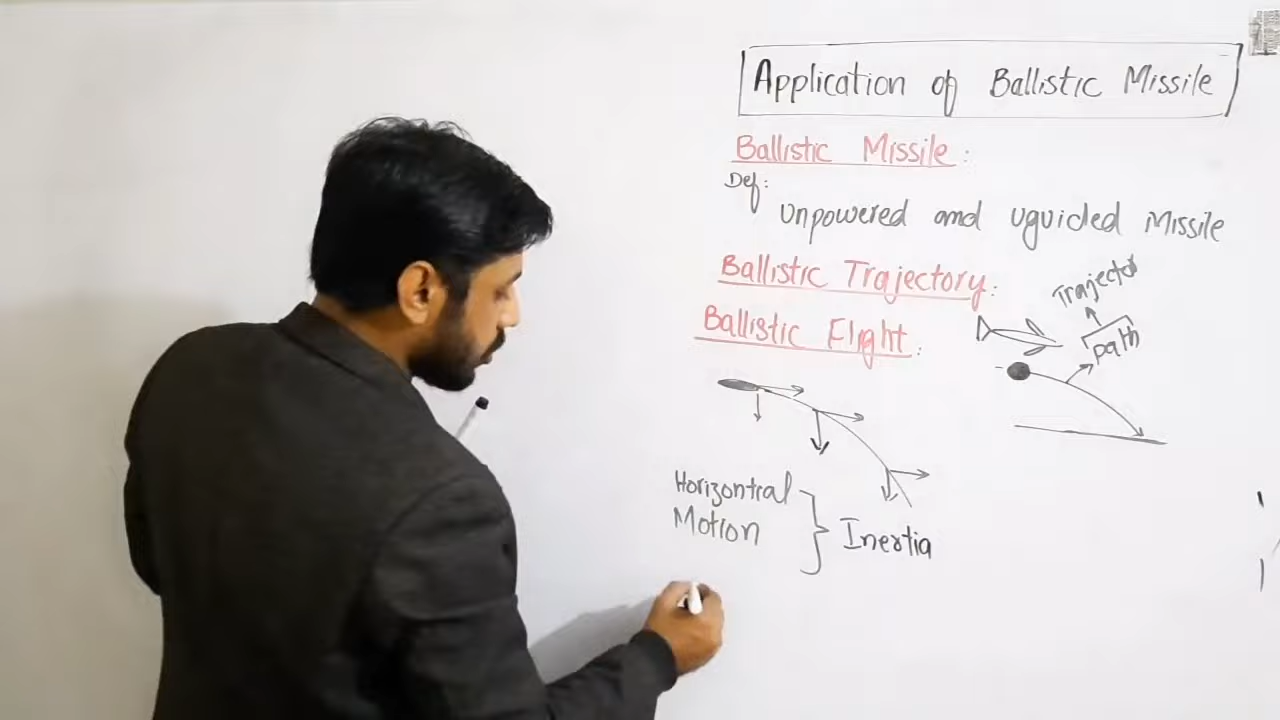 Application of Ballistic Missile
Ballistic Missile:
Def:
Unpowered and uguided Missile
Ballistic Trajectory:
Trajector
Ballistic Flight:
path
Horizontral
Motion
Inertia